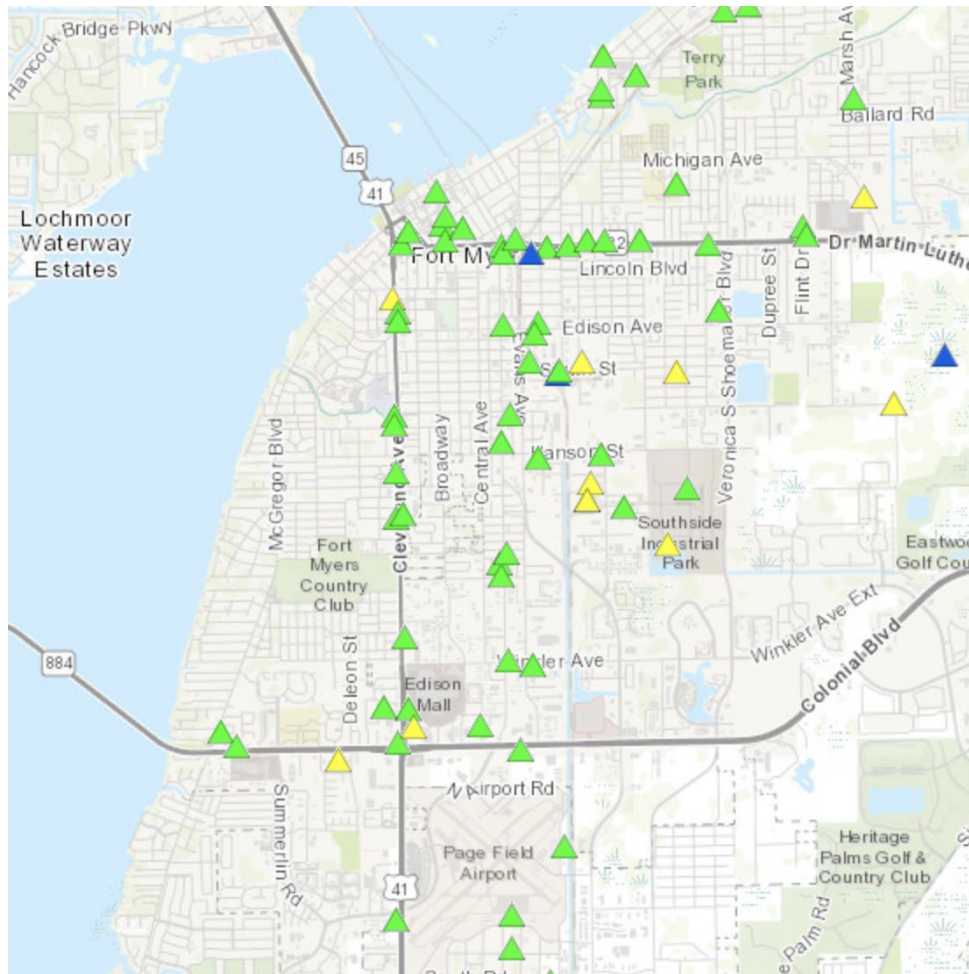 Hancock
Bridge Pkwy
Terry
Park
Marsh Av
Ballard Rd
Michigan Ave
45
41
Lochmoor
Waterway
Estates
Fort My
82
Dr Martin Luthe
Lincoln Blvd
Dupree St
Flint Dr
Edison Ave
Evans Ave
St
Veronica S Shoemaker Blvd
McGregor Blvd
Broadway
Central Ave
Cleveland Ave
Hanson St
Southside
Industrial
Park
Fort
Myers
Country
Club
Eastwoo
Golf Cou
Winkler Ave Ext
Colonial Blvd
884
Deleon St
Winkler Ave
Edison
Mall
N Airport Rd
Summerlin Rd
Page Field
Airport
Heritage
Palms Golf &
Country Club
41
e Palm Rd
South Rd